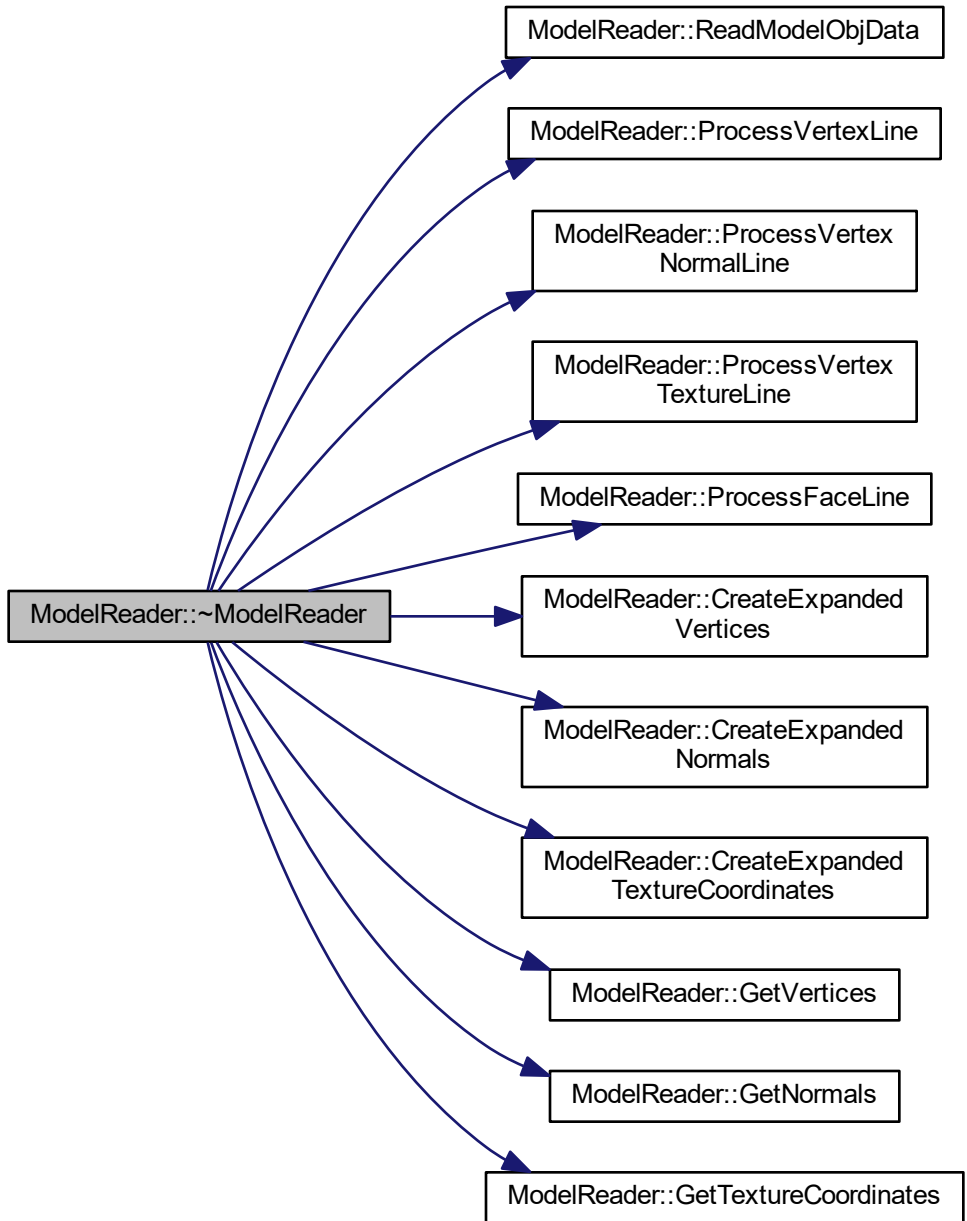 ModelReader::ReadModelObjData
ModelReader::ProcessVertexLine
ModelReader::ProcessVertex
NormalLine
ModelReader::ProcessVertex
TextureLine
ModelReader::ProcessFaceLine
ModelReader::~ModelReader
ModelReader::CreateExpanded
Vertices
ModelReader::CreateExpanded
Normals
ModelReader::CreateExpanded
TextureCoordinates
ModelReader::GetVertices
ModelReader::GetNormals
ModelReader::GetTextureCoordinates